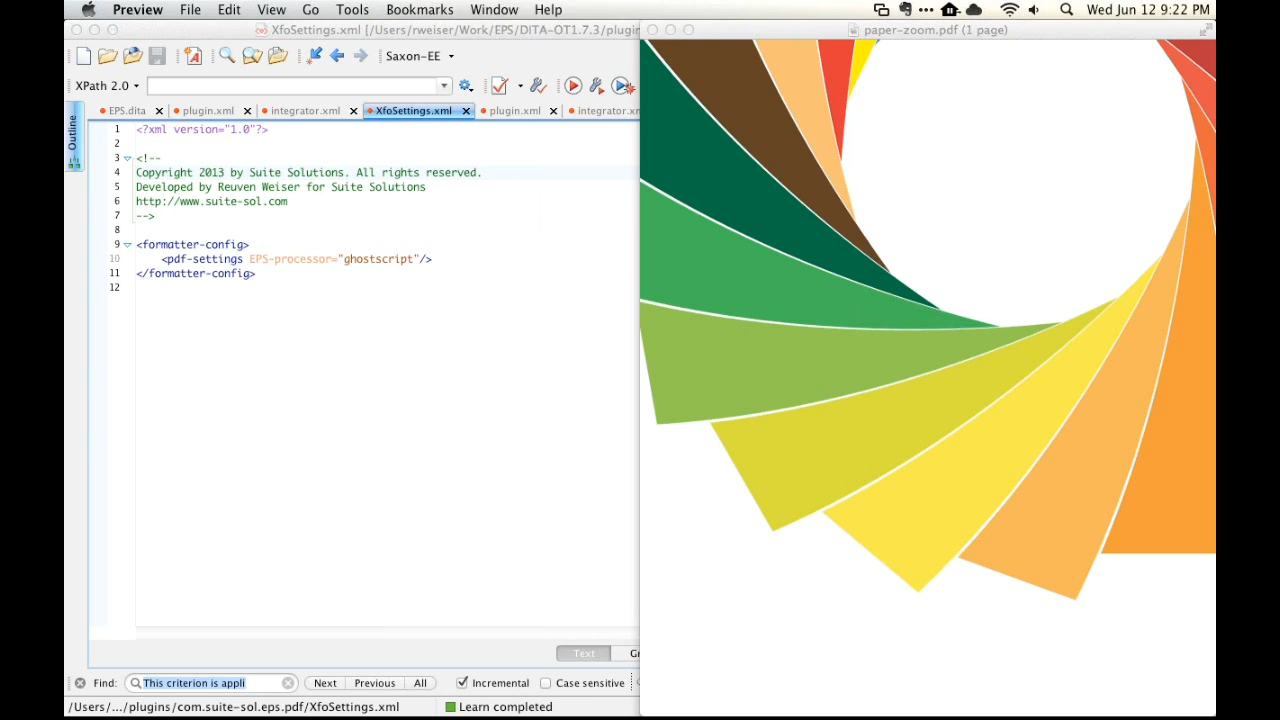 Preview File Edit View Go Tools Bookmarks Window Help Wed Jun 12 9:22 PM
XfoSettings.xml [/Users/rweiser/Work/EPS/DITA-OT1.7.3/plugin
paper-zoom.pdf (1 page)
Saxon-EE
XPath 2.0
EPS.dita plugin.xml integrator.xml XfoSettings.xml plugin.xml integrator.xm
Outline
1 <?xml version="1.0"?>
2
3 <!--
4 Copyright 2013 by Suite Solutions. All rights reserved.
5 Developed by Reuven Weiser for Suite Solutions
6 http://www.suite-sol.com
7 -->
8
9 <formatter-config>
10 <pdf-settings EPS-processor="ghostscript"/>
11 </formatter-config>
12
Text Gr
Find: This criterion is appli Next Previous All Incremental Case sensitive
/Users/.../plugins/com.suite-sol.eps.pdf/XfoSettings.xml Learn completed